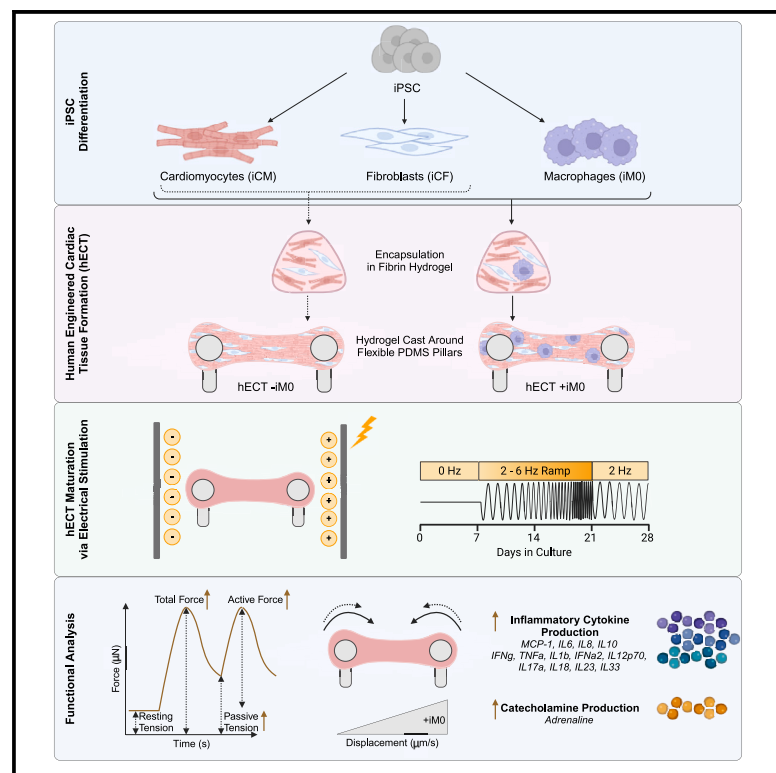 iPSC
Differentiation
iPSC
Cardiomyocytes (iCM)
Fibroblasts (iCF)
Macrophages (iM0)
Human Engineered Cardiac
Tissue Formation (hECT)
Encapsulation
in Fibrin Hydrogel
Hydrogel Cast Around
Flexible PDMS Pillars
hECT -iM0
hECT +iM0
hECT Maturation
via Electrical Stimulation
-
-
-
-
-
-
+
+
+
+
+
+
0 Hz
2 - 6 Hz Ramp
2 Hz
0
7
14
21
28
Days in Culture
Functional Analysis
Total Force
Active Force
Force (µN)
Resting
Tension
Passive
Tension
Time (s)
+iM0
Displacement (µm/s)
Inflammatory Cytokine
Production
MCP-1, IL6, IL8, IL10
IFNg, TNFa, IL1b, IFNa2, IL12p70,
IL17a, IL18, IL23, IL33
Catecholamine Production
Adrenaline